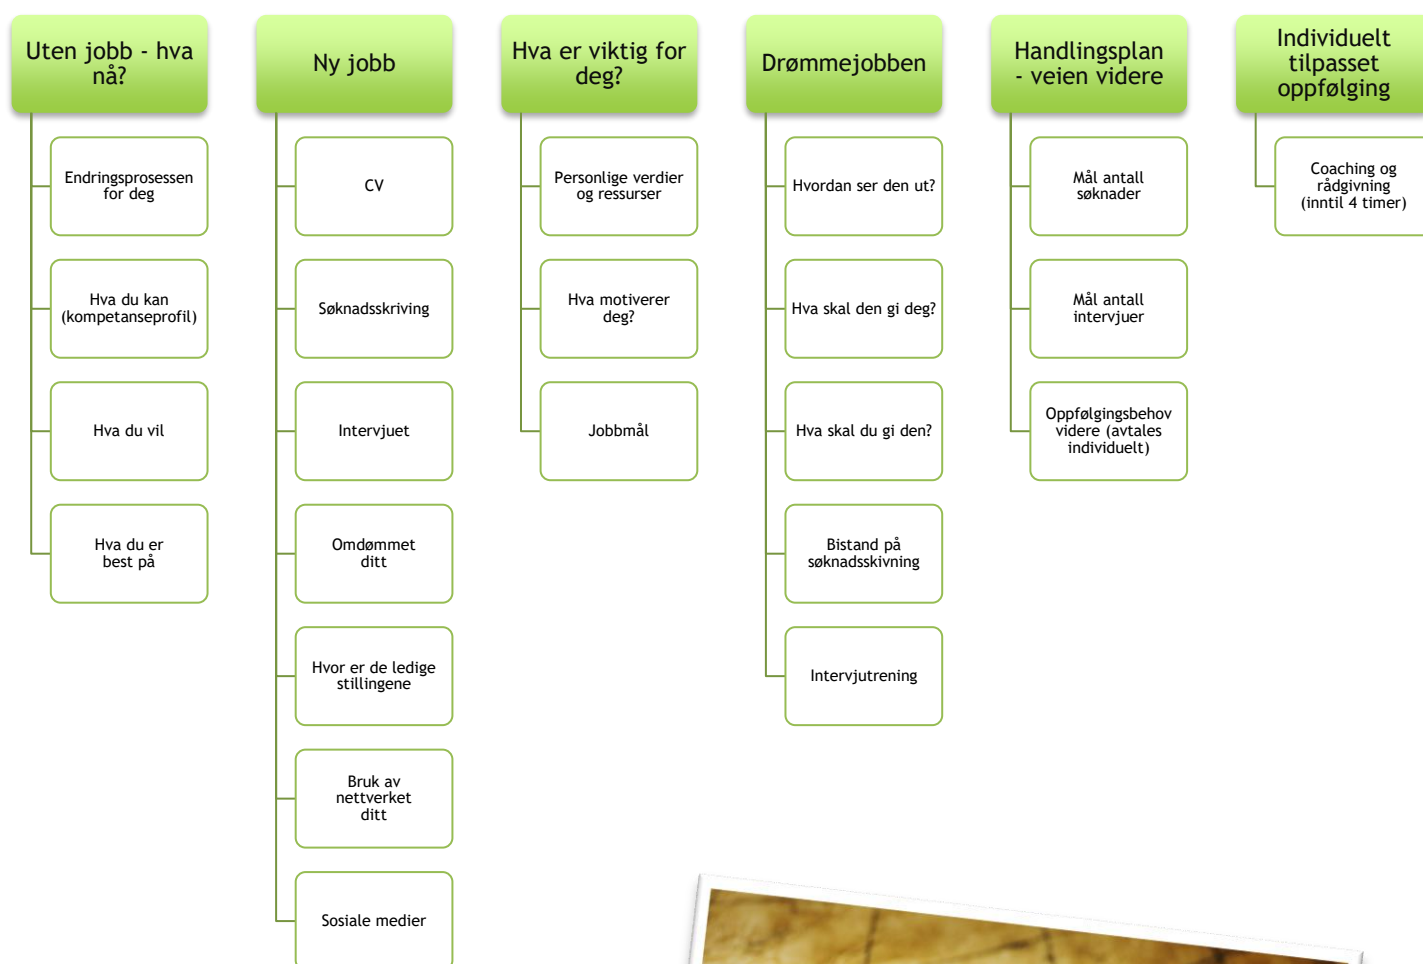 Uten jobb - hva
nå?
Endringsprosessen
for deg
Hva du kan
(kompetanseprofil)
Hva du vil
Hva du er
best på
Ny jobb
CV
Søknadsskriving
Intervjuet
Omdømmet
ditt
Hvor er de ledige
stillingene
Bruk av
nettverket
ditt
Sosiale medier
Hva er viktig for
deg?
Personlige verdier
og ressurser
Hva motiverer
deg?
Jobbmål
Drømmejobben
Hvordan ser den ut?
Hva skal den gi deg?
Hva skal du gi den?
Bistand på
søknadsskivning
Intervjutrening
Handlingsplan
- veien videre
Mål antall
søknader
Mål antall
intervjuer
Oppfølgingsbehov
videre (avtales
individuelt)
Individuelt
tilpasset
oppfølging
Coaching og
rådgivning
(inntil 4 timer)